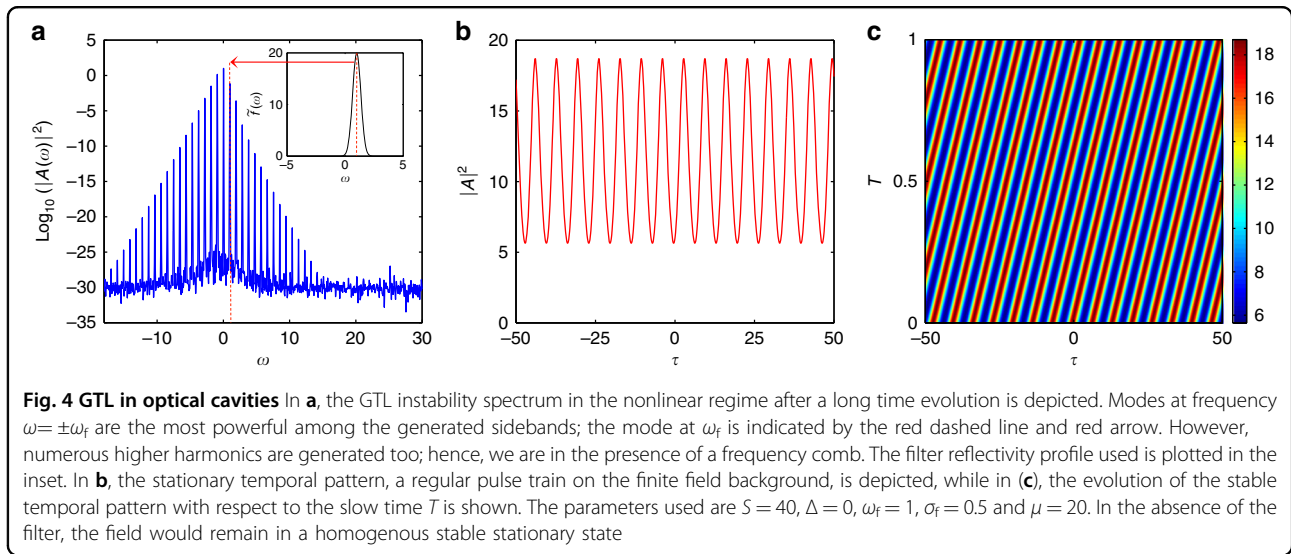 a
b
c
5
0
−5
−10
−15
−20
−25
−30
−35
Log10 (|A(ω)|²)
−10
0
10
20
30
ω
20
10
0
f̃(ω)
−5
0
5
ω
20
15
10
5
0
|A|²
−50
−25
0
25
50
τ
1
0.5
0
T
−50
0
50
τ
18
16
14
12
10
8
6
Fig. 4 GTL in optical cavities In a, the GTL instability spectrum in the nonlinear regime after a long time evolution is depicted. Modes at frequency
ω= ±ωf are the most powerful among the generated sidebands; the mode at ωf is indicated by the red dashed line and red arrow. However,
numerous higher harmonics are generated too; hence, we are in the presence of a frequency comb. The filter reflectivity profile used is plotted in the
inset. In b, the stationary temporal pattern, a regular pulse train on the finite field background, is depicted, while in (c), the evolution of the stable
temporal pattern with respect to the slow time T is shown. The parameters used are S = 40, Δ = 0, ωf = 1, σf = 0.5 and μ = 20. In the absence of the
filter, the field would remain in a homogenous stable stationary state